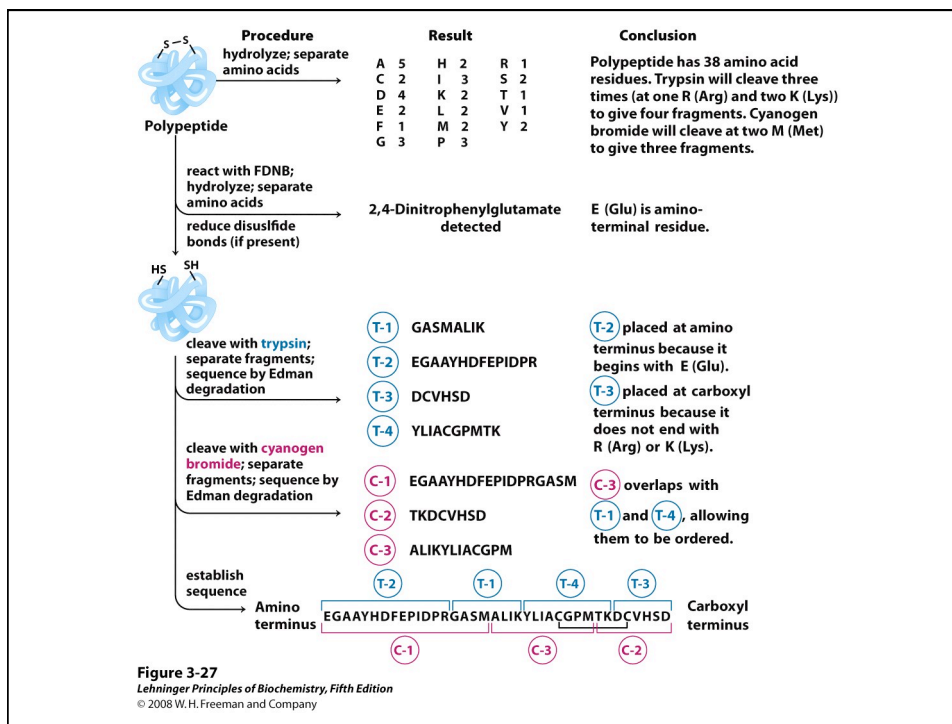 Procedure
Result
Conclusion
S–S
Polypeptide
hydrolyze; separate
amino acids
A 5 H 2 R 1
C 2 I 3 S 2
D 4 K 2 T 1
E 2 L 2 V 1
F 1 M 2 Y 2
G 3 P 3
Polypeptide has 38 amino acid
residues. Trypsin will cleave three
times (at one R (Arg) and two K (Lys))
to give four fragments. Cyanogen
bromide will cleave at two M (Met)
to give three fragments.
react with FDNB;
hydrolyze; separate
amino acids
2,4-Dinitrophenylglutamate
detected
E (Glu) is amino-
terminal residue.
reduce disuslfide
bonds (if present)
HS SH
cleave with trypsin;
separate fragments;
sequence by Edman
degradation
T-1 GASMALIK
T-2 EGAAYHDFEPIDPR
T-3 DCVHSD
T-4 YLIACGPMTK
T-2 placed at amino
terminus because it
begins with E (Glu).
T-3 placed at carboxyl
terminus because it
does not end with
R (Arg) or K (Lys).
cleave with cyanogen
bromide; separate
fragments; sequence by
Edman degradation
C-1 EGAAYHDFEPIDPRGASM
C-2 TKDCVHSD
C-3 ALIKYLIACGPM
C-3 overlaps with
T-1 and T-4, allowing
them to be ordered.
establish
sequence
T-2 T-1 T-4 T-3
Amino
terminus
EGAAYHDFEPIDPRGASMALIKYLIACGPMTKDCVHSD
Carboxyl
terminus
C-1 C-3 C-2
Figure 3-27
Lehninger Principles of Biochemistry, Fifth Edition
© 2008 W. H. Freeman and Company